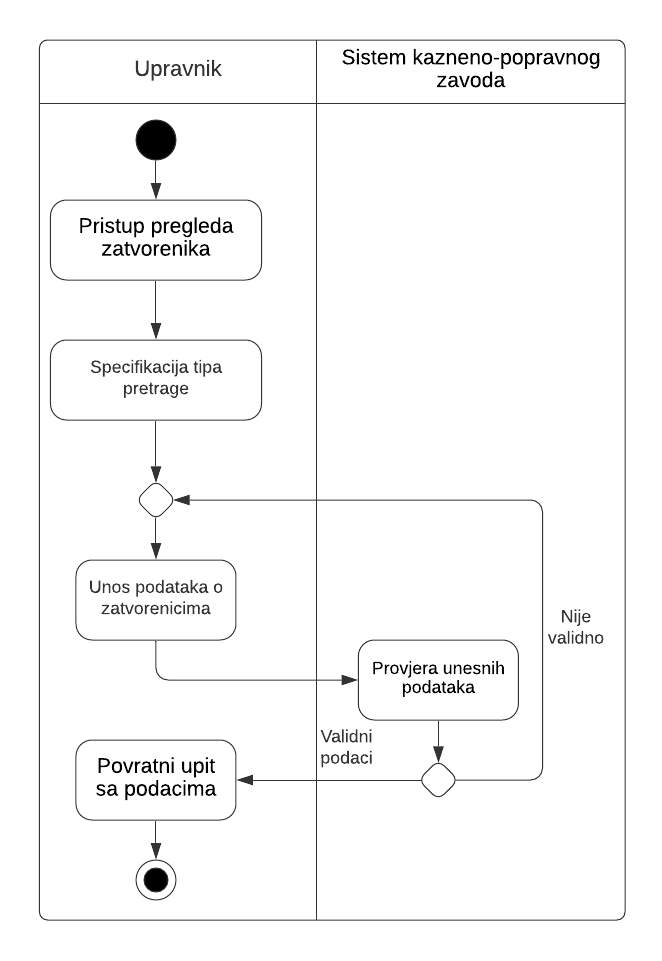 Upravnik
Sistem kazneno-popravnog
zavoda
Pristup pregleda
zatvorenika
Specifikacija tipa
pretrage
Unos podataka o
zatvorenicima
Nije
validno
Provjera unesnih
podataka
Validni
podaci
Povratni upit
sa podacima